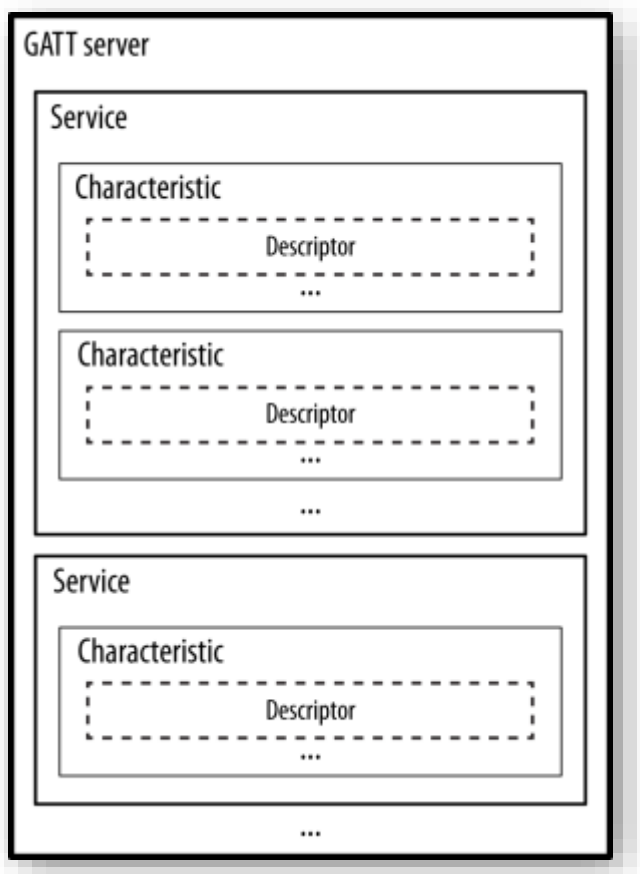 GATT server
Service
Characteristic
Descriptor
...
Characteristic
Descriptor
...
...
Service
Characteristic
Descriptor
...
...